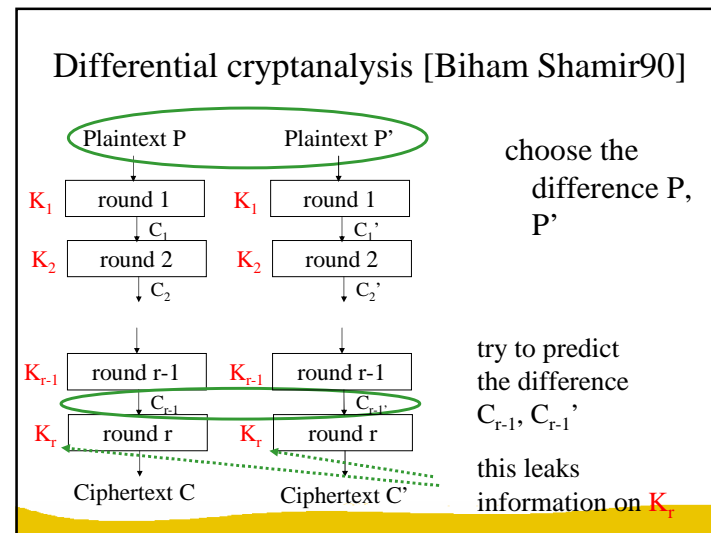 Differential cryptanalysis [Biham Shamir90]
Plaintext P Plaintext P’
choose the
difference P,
P’
K1 round 1 K1 round 1
C1 C1’
K2 round 2 K2 round 2
C2 C2’
Kr-1 round r-1 Kr-1 round r-1
try to predict
the difference
Cr-1, Cr-1’
Cr-1 Cr-1’
Kr round r Kr round r
this leaks
information on Kr
Ciphertext C Ciphertext C’